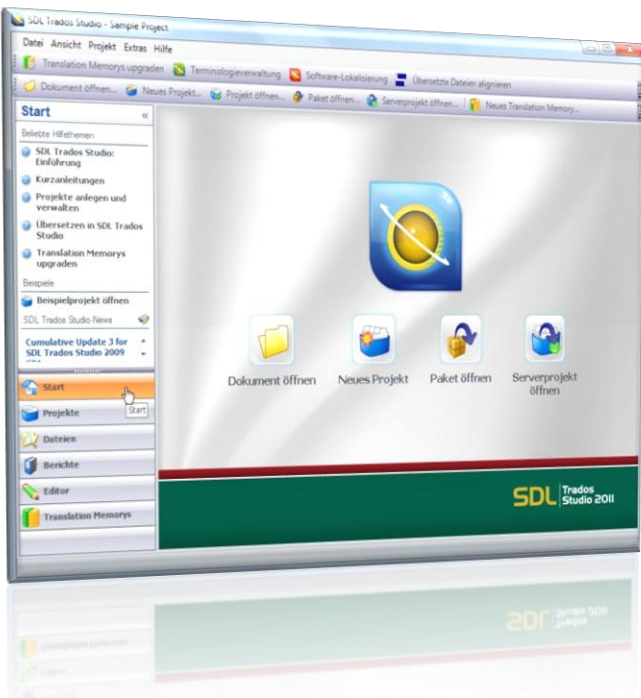 SDL Trados Studio - Sample Project
Datei Ansicht Projekt Extras Hilfe
Translation Memorys upgraden Terminologieverwaltung Software-Lokalisierung Übersetzte Dateien alignieren
Dokument öffnen... Neues Projekt... Projekt öffnen... Paket öffnen... Serverprojekt öffnen... Neues Translation Memory...
Start
Beliebte Hilfethemen
SDL Trados Studio:
Einführung
Kurzanleitungen
Projekte anlegen und
verwalten
Übersetzen in SDL Trados
Studio
Translation Memorys
upgraden
Beispiele
Beispielprojekt öffnen
SDL Trados Studio-News
Cumulative Update 3 for
SDL Trados Studio 2009
Start
Start
Projekte
Dateien
Berichte
Editor
Translation Memorys
Dokument öffnen
Neues Projekt
Paket öffnen
Serverprojekt
öffnen
SDL Trados
Studio 2011